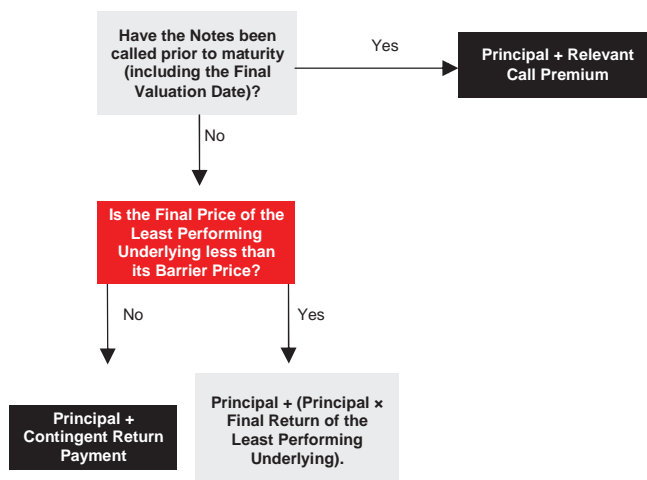 Have the Notes been
called prior to maturity
(including the Final
Valuation Date)?
Yes
Principal + Relevant
Call Premium
No
Is the Final Price of the
Least Performing
Underlying less than
its Barrier Price?
No
Yes
Principal +
Contingent Return
Payment
Principal + (Principal ×
Final Return of the
Least Performing
Underlying).